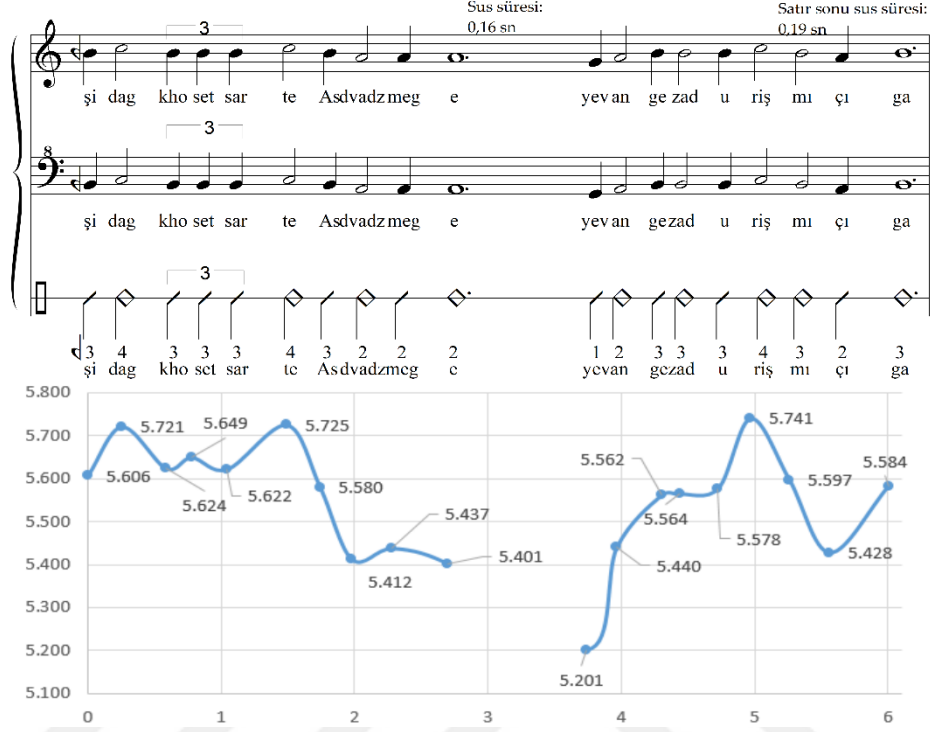 Sus süresi: Satır sonu sus süresi:
0,16 sn 0,19 sn
3
şi dag kho set sar te Asdvadz meg e yev an ge zad u riş mı çı ga
3
8
şi dag kho set sar te Asdvadz meg e yev an ge zad u riş mı çı ga
3
3 4 3 3 3 4 3 2 2 2 1 2 3 3 3 4 3 2 3
şi dag kho set sar te Asdvadz meg e yev an ge zad u riş mı çı ga
5.800
5.700
5.600
5.500
5.400
5.300
5.200
5.100
5.606 5.721 5.624 5.649 5.622 5.725 5.580 5.412 5.437 5.401 5.201 5.440 5.562 5.564 5.578 5.741 5.597 5.428 5.584
0 1 2 3 4 5 6